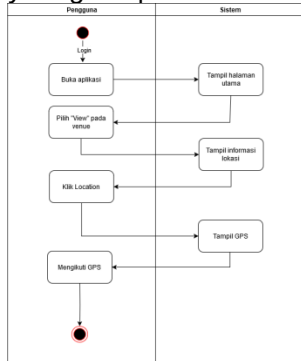 Pengguna
Sistem
Login
Buka aplikasi
Tampil halaman
utama
Pilih "View" pada
venue
Tampil informasi
lokasi
Klik Location
Tampil GPS
Mengikuti GPS